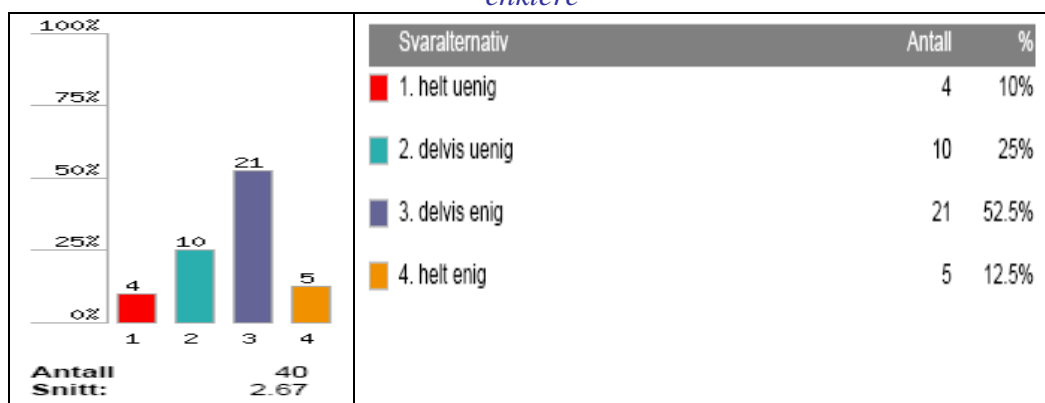 enklere
100%
75%
50%
25%
0%
4
10
21
5
1 2 3 4
Antall 40
Snitt: 2.67
Svaralternativ Antall %
1. helt uenig 4 10%
2. delvis uenig 10 25%
3. delvis enig 21 52.5%
4. helt enig 5 12.5%